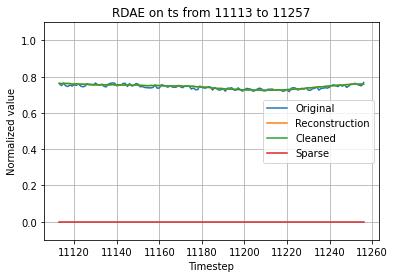 RDAE on ts from 11113 to 11257
1.0
0.8
0.6
0.4
0.2
0.0
Normalized value
Original
Reconstruction
Cleaned
Sparse
11120 11140 11160 11180 11200 11220 11240 11260
Timestep